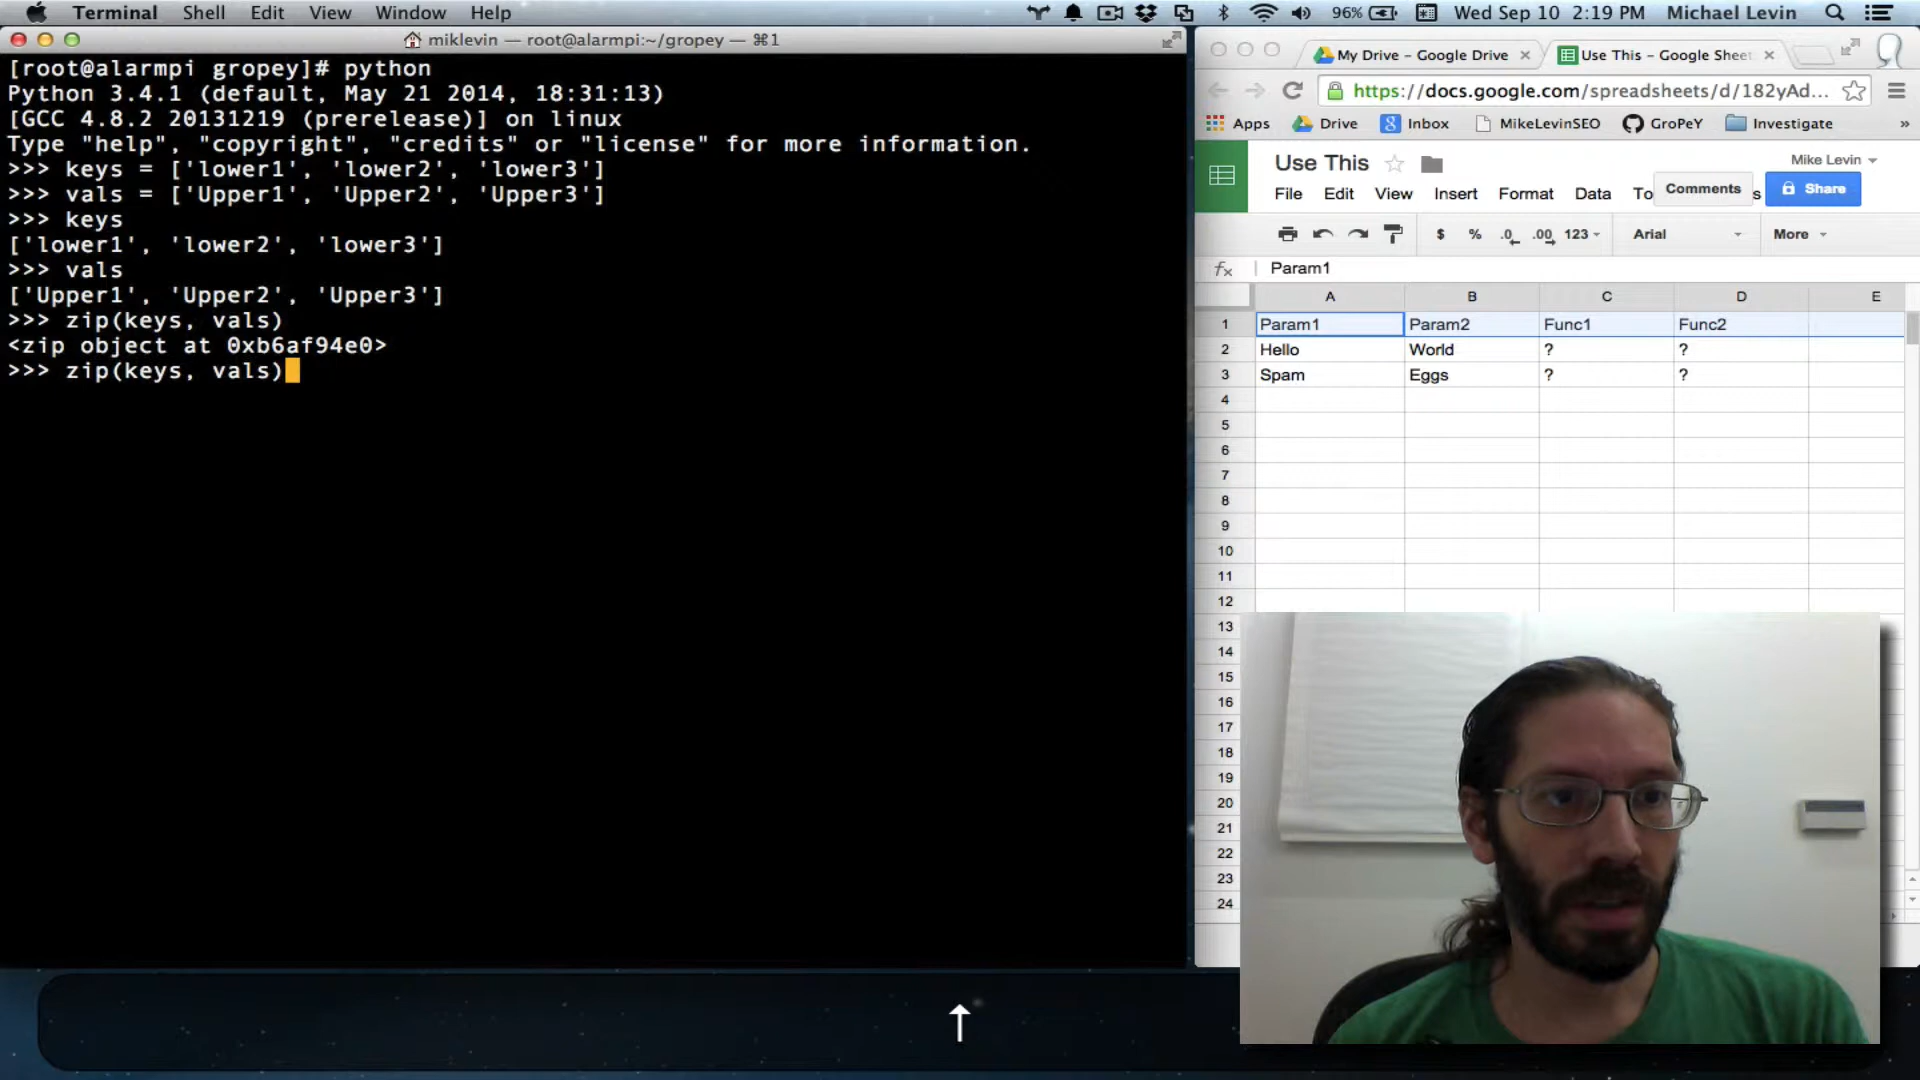 Terminal Shell Edit View Window Help 96% Wed Sep 10 2:19 PM Michael Levin
miklevin — root@alarmpi:~/gropey — ⌘1
[root@alarmpi gropey]# python
Python 3.4.1 (default, May 21 2014, 18:31:13)
[GCC 4.8.2 20131219 (prerelease)] on linux
Type "help", "copyright", "credits" or "license" for more information.
>>> keys = ['lower1', 'lower2', 'lower3']
>>> vals = ['Upper1', 'Upper2', 'Upper3']
>>> keys
['lower1', 'lower2', 'lower3']
>>> vals
['Upper1', 'Upper2', 'Upper3']
>>> zip(keys, vals)
<zip object at 0xb6af94e0>
>>> zip(keys, vals)
My Drive – Google Drive × Use This – Google Sheet ×
https://docs.google.com/spreadsheets/d/182yAd...
Apps Drive Inbox MikeLevinSEO GroPeY Investigate »
Use This Mike Levin
File Edit View Insert Format Data To Comments s Share
$ % .0 .00 123 Arial More
fx Param1
A B C D E
1 Param1 Param2 Func1 Func2
2 Hello World ? ?
3 Spam Eggs ? ?
4
5
6
7
8
9
10
11
12
13
14
15
16
17
18
19
20
21
22
23
24
↑